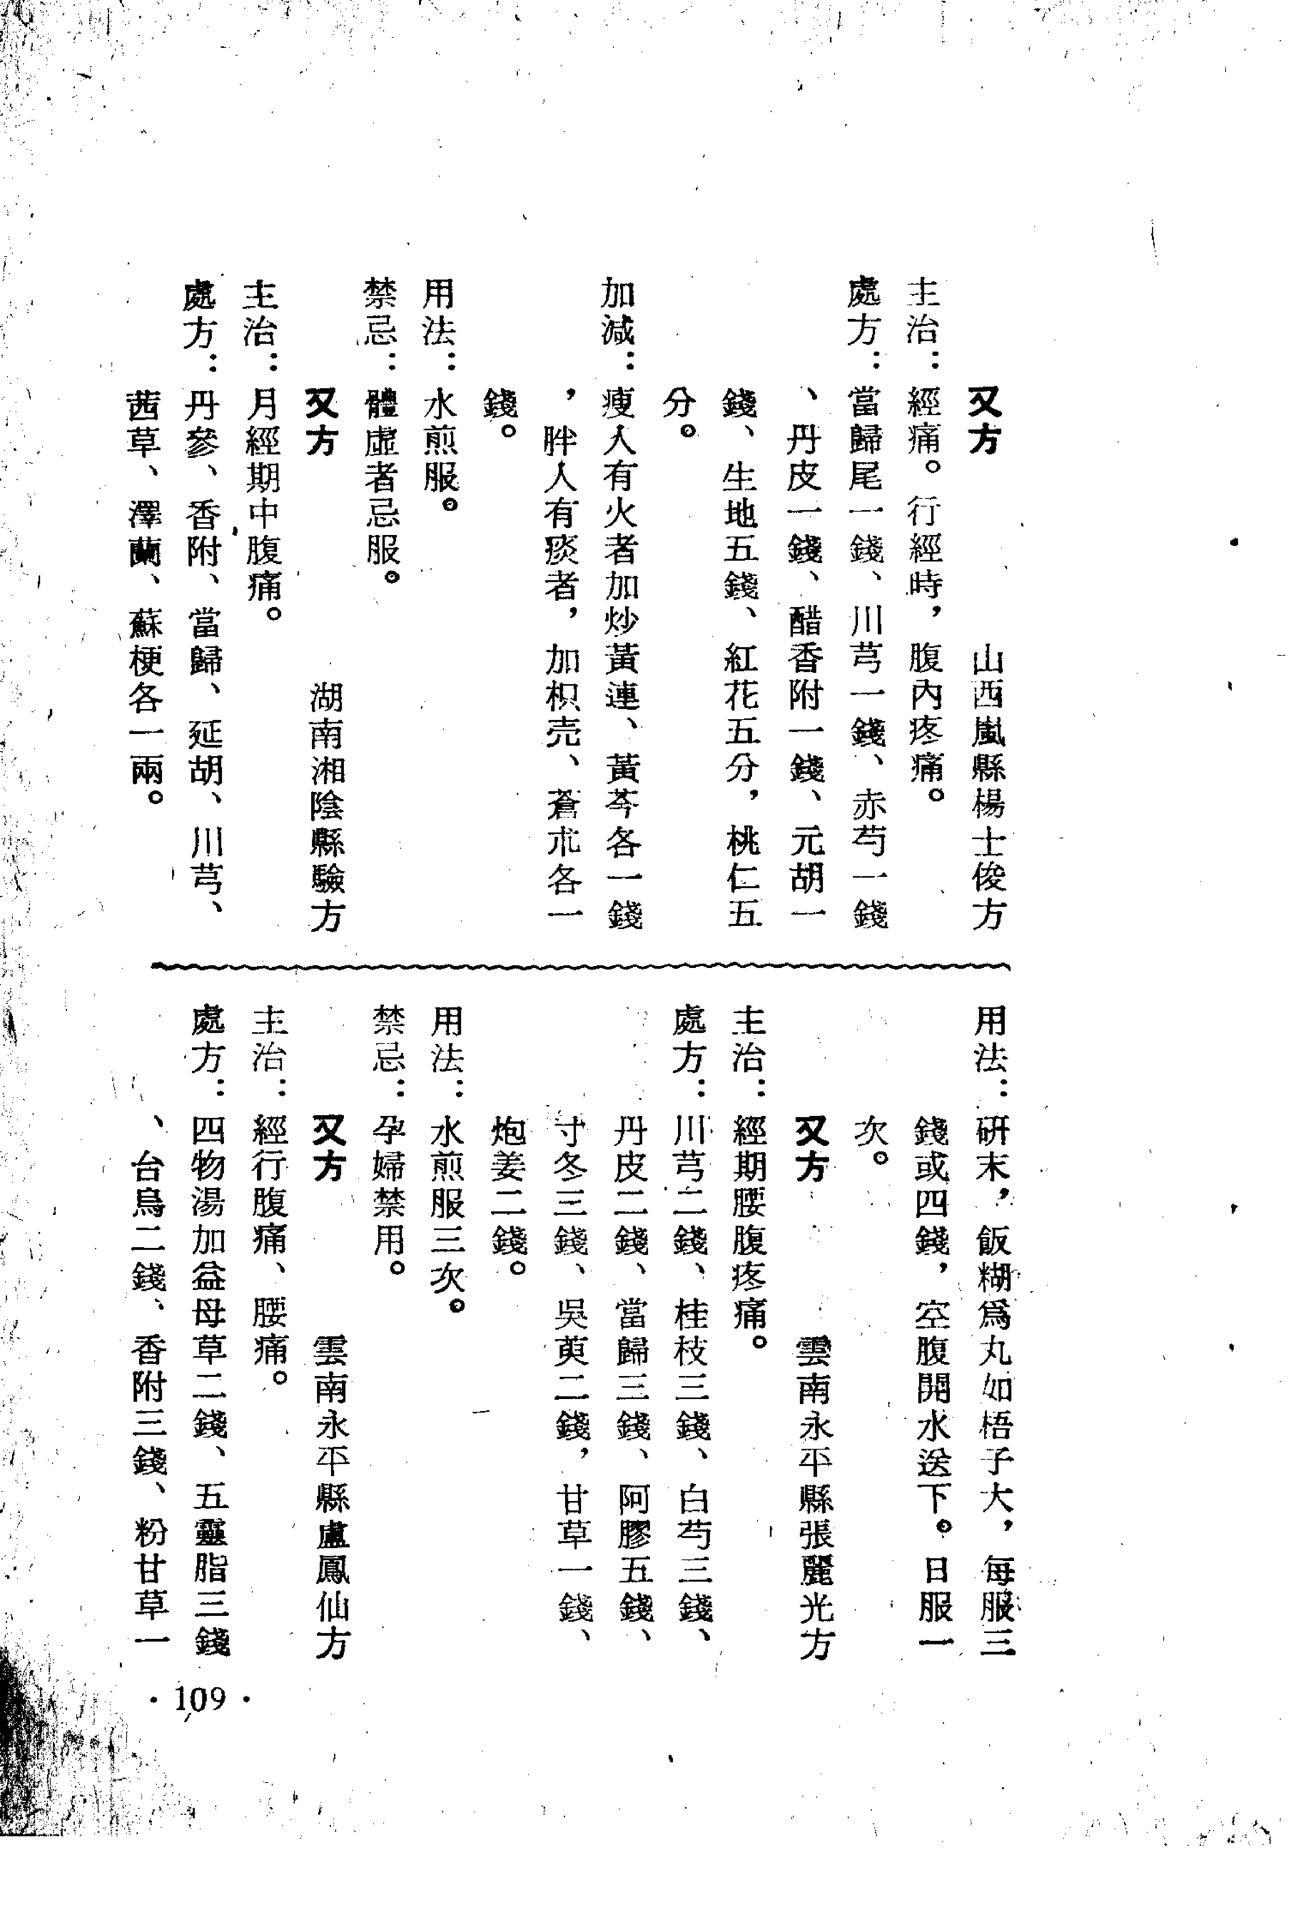 又方　山西嵐縣楊士俊方
主治：經痛。行經時，腹內疼痛。
處方：當歸尾一錢、川芎一錢、赤芍一錢
、丹皮一錢、醋香附一錢、元胡一
錢、生地五錢、紅花五分，桃仁五
分。
加減：瘦人有火者加炒黃連、黃芩各一錢
，胖人有痰者，加枳壳、蒼朮各一
錢。
用法：水煎服。
禁忌：體虛者忌服。
又方　湖南湘陰縣驗方
主治：月經期中腹痛。
處方：丹參、香附、當歸、延胡、川芎、
茜草、澤蘭、蘇梗各一兩。
用法：研末，飯糊爲丸如梧子大，每服三
錢或四錢，空腹開水送下。日服一
次。
又方　雲南永平縣張麗光方
主治：經期腰腹疼痛。
處方：川芎二錢、桂枝三錢、白芍三錢、
丹皮二錢、當歸三錢、阿膠五錢、
寸冬三錢、吳萸二錢，甘草一錢、
炮姜二錢。
用法：水煎服三次。
禁忌：孕婦禁用。
又方　雲南永平縣盧鳳仙方
主治：經行腹痛、腰痛。
處方：四物湯加益母草二錢、五靈脂三錢
、台烏二錢、香附三錢、粉甘草一
·109·